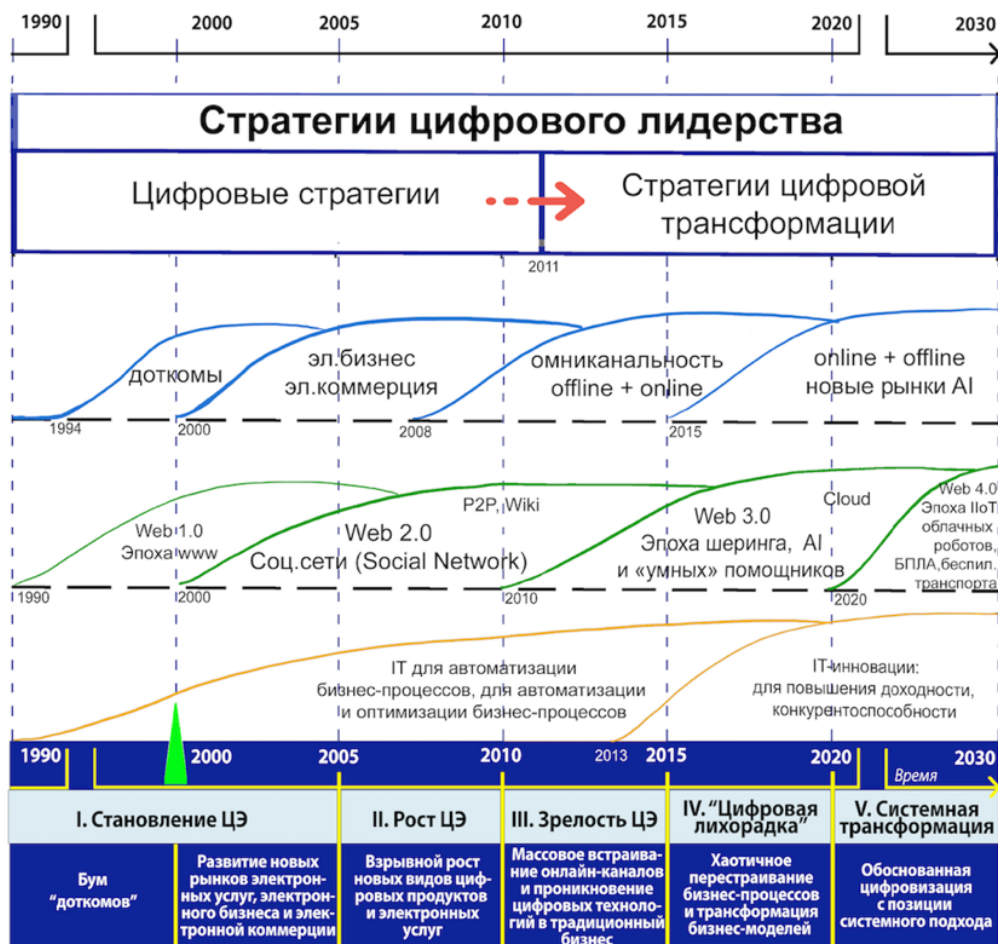 1990 2000 2005 2010 2015 2020 2030
Стратегии цифрового лидерства
Цифровые стратегии
Стратегии цифровой
трансформации
2011
доткомы
эл.бизнес
эл.коммерция
омниканальность
offline + online
online + offline
новые рынки AI
1994 2000 2008 2015
Web 1.0
Эпоха www
P2P, Wiki
Web 2.0
Соц.сети (Social Network)
Cloud
Web 3.0
Эпоха шеринга, AI
и «умных» помощников
Web 4.0
Эпоха IIoT,
облачных
роботов,
БПЛА,беспил.
транспорта
1990 2000 2010 2020
IT для автоматизации
бизнес-процессов, для автоматизации
и оптимизации бизнес-процессов
IT-инновации:
для повышения доходности,
конкурентоспособности
1990 2000 2005 2010 2013 2015 2020 2030
Время
I. Становление ЦЭ
II. Рост ЦЭ
III. Зрелость ЦЭ
IV. "Цифровая
лихорадка"
V. Системная
трансформация
Бум
"доткомов"
Развитие новых
рынков электрон-
ных услуг, электрон-
ного бизнеса и элек-
тронной коммерции
Взрывной рост
новых видов циф-
ровых продуктов
и электронных
услуг
Массовое встраива-
ние онлайн-каналов
и проникновение
цифровых техноло-
гий в традиционный
бизнес
Хаотичное
перестраивание
бизнес-процессов
и трансформация
бизнес-моделей
Обоснованная
цифровизация
с позиции
системного подхода